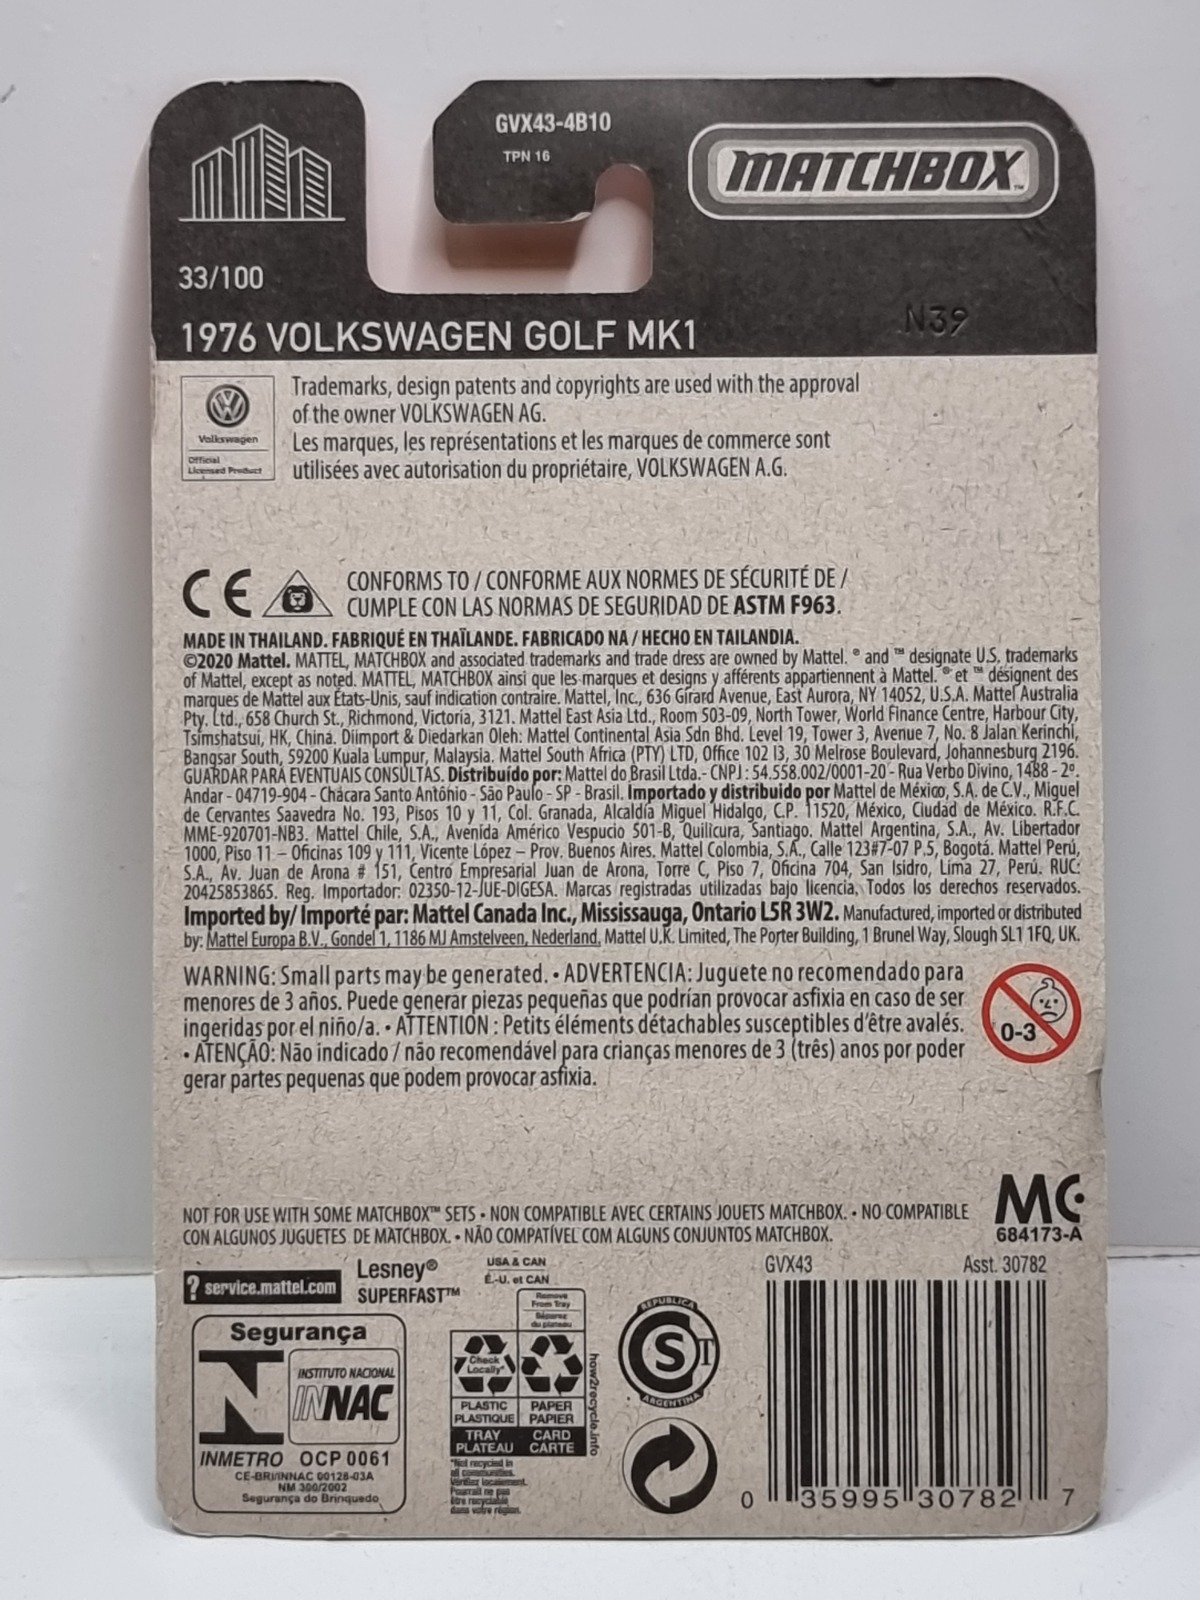 GVX43-4B10
TPN 16
MATCHBOX™
33/100
1976 VOLKSWAGEN GOLF MK1
N39
Volkswagen
Official
Licensed Product
Trademarks, design patents and copyrights are used with the approval
of the owner VOLKSWAGEN AG.
Les marques, les représentations et les marques de commerce sont
utilisées avec autorisation du propriétaire, VOLKSWAGEN A.G.
CE
CONFORMS TO / CONFORME AUX NORMES DE SÉCURITÉ DE /
CUMPLE CON LAS NORMAS DE SEGURIDAD DE ASTM F963.
MADE IN THAILAND. FABRIQUÉ EN THAÏLANDE. FABRICADO NA / HECHO EN TAILANDIA.
©2020 Mattel. MATTEL, MATCHBOX and associated trademarks and trade dress are owned by Mattel. ® and ™ designate U.S. trademarks
of Mattel, except as noted. MATTEL, MATCHBOX ainsi que les marques et designs y afférents appartiennent à Mattel. ® et ™ désignent des
marques de Mattel aux États-Unis, sauf indication contraire. Mattel, Inc., 636 Girard Avenue, East Aurora, NY 14052, U.S.A. Mattel Australia
Pty. Ltd., 658 Church St., Richmond, Victoria, 3121. Mattel East Asia Ltd., Room 503-09, North Tower, World Finance Centre, Harbour City,
Tsimshatsui, HK, China. Diimport & Diedarkan Oleh: Mattel Continental Asia Sdn Bhd. Level 19, Tower 3, Avenue 7, No. 8 Jalan Kerinchi,
Bangsar South, 59200 Kuala Lumpur, Malaysia. Mattel South Africa (PTY) LTD, Office 102 I3, 30 Melrose Boulevard, Johannesburg 2196.
GUARDAR PARA EVENTUAIS CONSULTAS. Distribuído por: Mattel do Brasil Ltda.- CNPJ : 54.558.002/0001-20 - Rua Verbo Divino, 1488 - 2º.
Andar - 04719-904 - Chácara Santo Antônio - São Paulo - SP - Brasil. Importado y distribuido por Mattel de México, S.A. de C.V., Miguel
de Cervantes Saavedra No. 193, Pisos 10 y 11, Col. Granada, Alcaldía Miguel Hidalgo, C.P. 11520, México, Ciudad de México. R.F.C.
MME-920701-NB3. Mattel Chile, S.A., Avenida Américo Vespucio 501-B, Quilicura, Santiago. Mattel Argentina, S.A., Av. Libertador
1000, Piso 11 – Oficinas 109 y 111, Vicente López – Prov. Buenos Aires. Mattel Colombia, S.A., Calle 123#7-07 P.5, Bogotá. Mattel Perú,
S.A., Av. Juan de Arona # 151, Centro Empresarial Juan de Arona, Torre C, Piso 7, Oficina 704, San Isidro, Lima 27, Perú. RUC:
20425853865. Reg. Importador: 02350-12-JUE-DIGESA. Marcas registradas utilizadas bajo licencia. Todos los derechos reservados.
Imported by/ Importé par: Mattel Canada Inc., Mississauga, Ontario L5R 3W2. Manufactured, imported or distributed
by: Mattel Europa B.V., Gondel 1, 1186 MJ Amstelveen, Nederland. Mattel U.K. Limited, The Porter Building, 1 Brunel Way, Slough SL1 1FQ, UK.
WARNING: Small parts may be generated. • ADVERTENCIA: Juguete no recomendado para
menores de 3 años. Puede generar piezas pequeñas que podrían provocar asfixia en caso de ser
ingeridas por el niño/a. • ATTENTION : Petits éléments détachables susceptibles d'être avalés.
• ATENÇÃO: Não indicado / não recomendável para crianças menores de 3 (três) anos por poder
gerar partes pequenas que podem provocar asfixia.
0-3
NOT FOR USE WITH SOME MATCHBOX™ SETS • NON COMPATIBLE AVEC CERTAINS JOUETS MATCHBOX. • NO COMPATIBLE
CON ALGUNOS JUGUETES DE MATCHBOX. • NÃO COMPATÍVEL COM ALGUNS CONJUNTOS MATCHBOX.
MC
684173-A
? service.mattel.com
Lesney®
SUPERFAST™
USA & CAN
É.-U. et CAN
Remove
From Tray
Séparez
du plateau
Check
Locally*
PLASTIC
PLASTIQUE
PAPER
PAPIER
TRAY
PLATEAU
CARD
CARTE
how2recycle.info
*Not recycled in
all communities.
Vérifiez localement.
Pourrait ne pas
être recyclable
dans votre région.
Segurança
INSTITUTO NACIONAL
INNAC
INMETRO OCP 0061
CE-BRI/INNAC 00128-03A
NM 300/2002
Segurança do Brinquedo
REPUBLICA
S T
ARGENTINA
GVX43
Asst. 30782
0 35995 30782 7